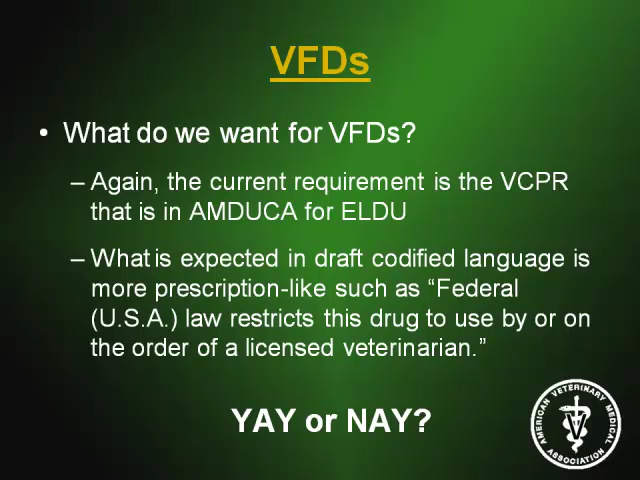 VFDs
• What do we want for VFDs?
– Again, the current requirement is the VCPR
that is in AMDUCA for ELDU
– What is expected in draft codified language is
more prescription-like such as “Federal
(U.S.A.) law restricts this drug to use by or on
the order of a licensed veterinarian.”
YAY or NAY?
AMERICAN VETERINARY MEDICAL
ASSOCIATION